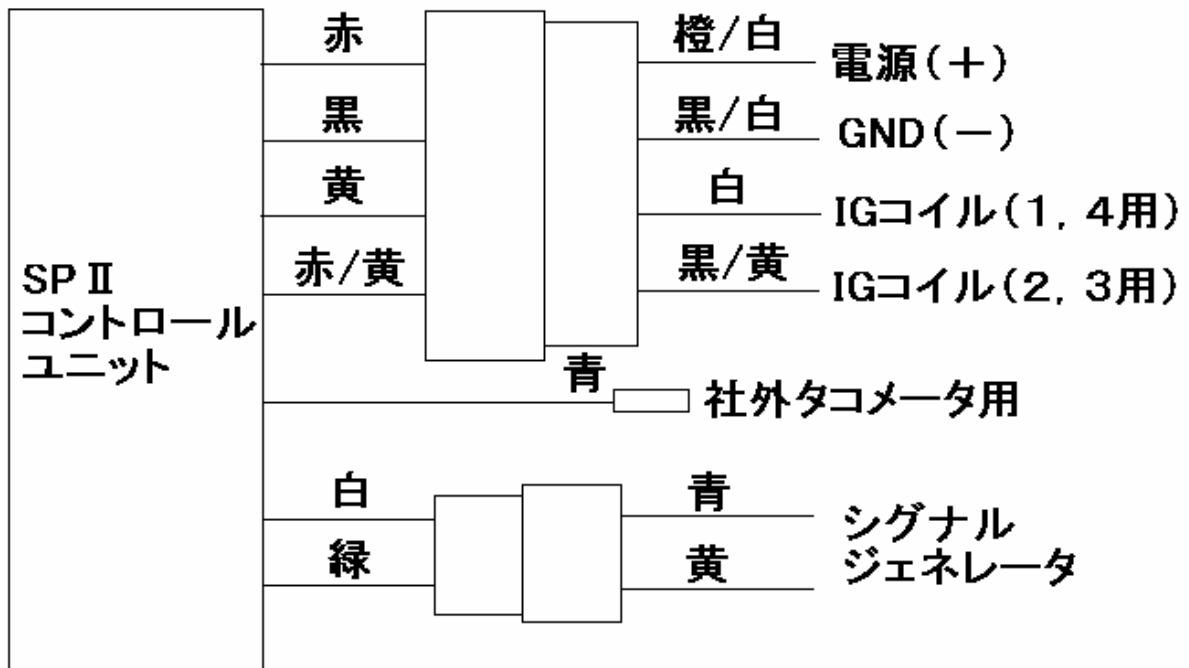 赤
橙/白
電源(＋)
黒
黒/白
GND(－)
黄
白
IGコイル(1，4用)
赤/黄
黒/黄
IGコイル(2，3用)
SPⅡ
コントロール
ユニット
青
社外タコメータ用
白
青
シグナル
ジェネレータ
緑
黄